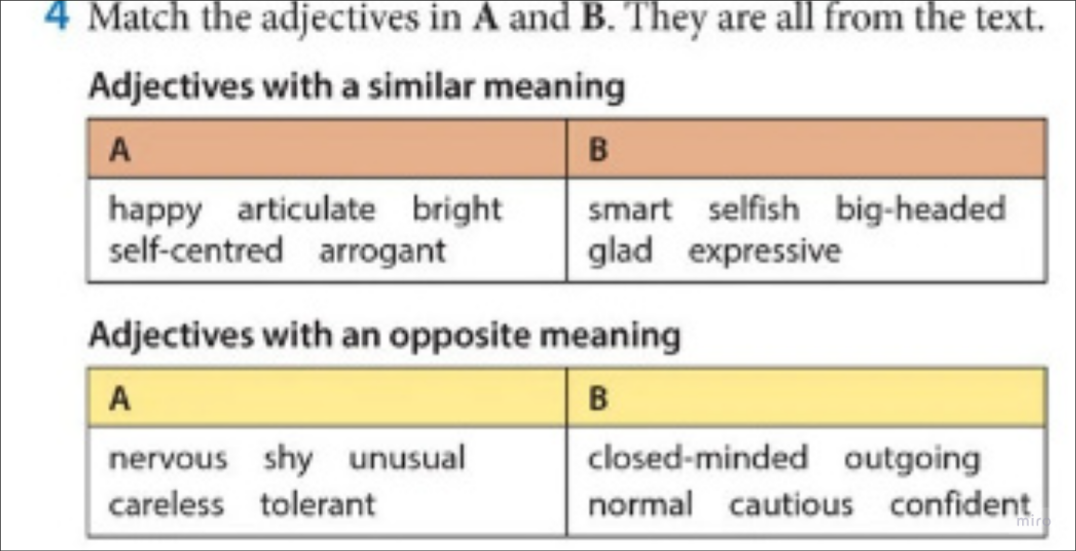 4 Match the adjectives in A and B. They are all from the text.
Adjectives with a similar meaning
A B
happy articulate bright smart selfish big-headed
self-centred arrogant glad expressive
Adjectives with an opposite meaning
A B
nervous shy unusual closed-minded outgoing
careless tolerant normal cautious confident
miro